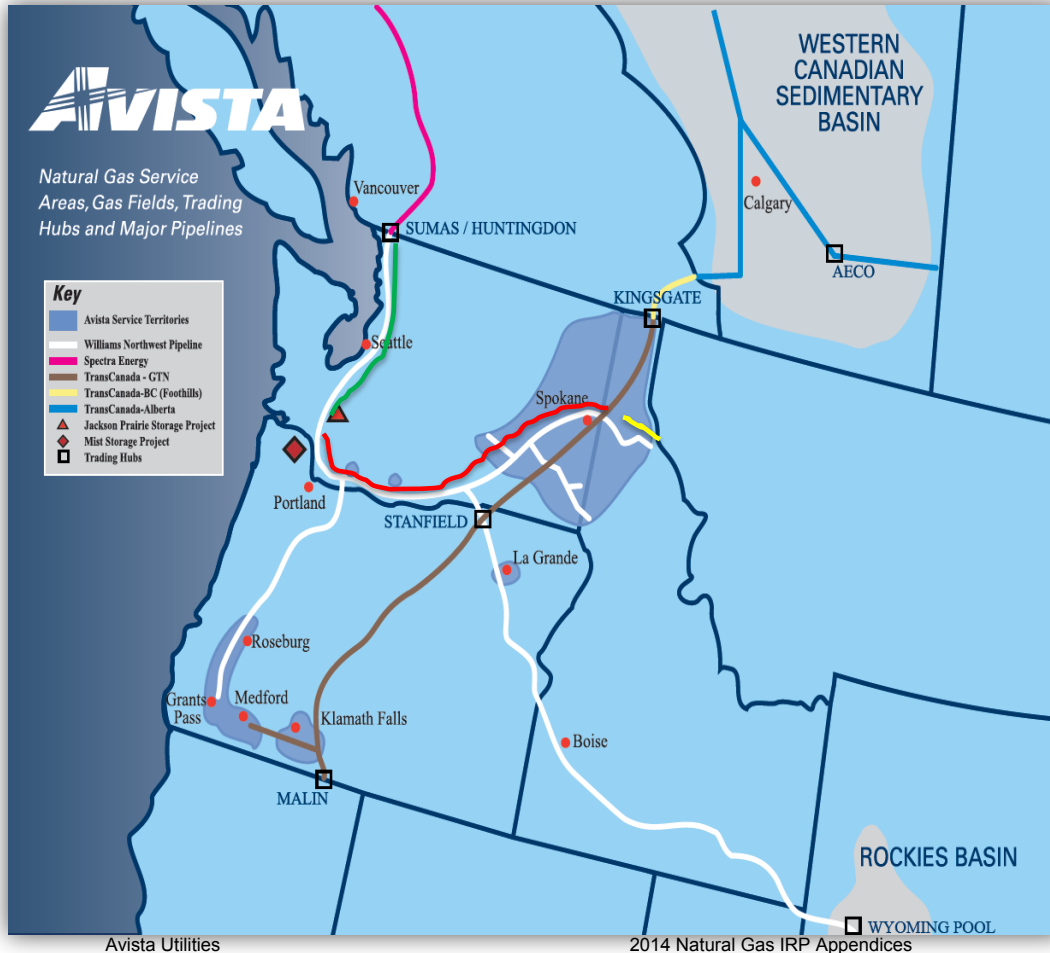 AVISTA
Natural Gas Service
Areas, Gas Fields, Trading
Hubs and Major Pipelines
Key
Avista Service Territories
Williams Northwest Pipeline
Spectra Energy
TransCanada - GTN
TransCanada-BC (Foothills)
TransCanada-Alberta
Jackson Prairie Storage Project
Mist Storage Project
Trading Hubs
WESTERN
CANADIAN
SEDIMENTARY
BASIN
Vancouver
Calgary
SUMAS / HUNTINGDON
AECO
KINGSGATE
Seattle
Spokane
Portland
STANFIELD
La Grande
Roseburg
Grants
Pass
Medford
Klamath Falls
Boise
MALIN
ROCKIES BASIN
WYOMING POOL
Avista Utilities
2014 Natural Gas IRP Appendices